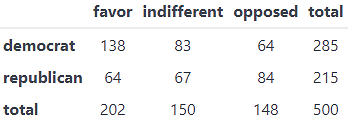 favor indifferent opposed total
democrat 138 83 64 285
republican 64 67 84 215
total 202 150 148 500